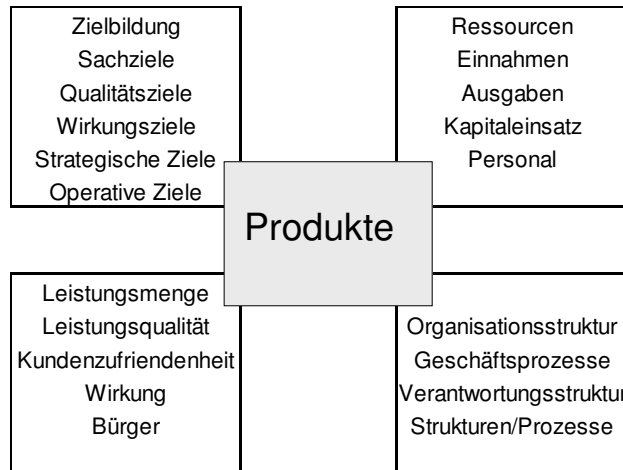 Zielbildung
Sachziele
Qualitätsziele
Wirkungsziele
Strategische Ziele
Operative Ziele
Ressourcen
Einnahmen
Ausgaben
Kapitaleinsatz
Personal
Produkte
Leistungsmenge
Leistungsqualität
Kundenzufriendenheit
Wirkung
Bürger
Organisationsstruktur
Geschäftsprozesse
Verantwortungsstruktur
Strukturen/Prozesse